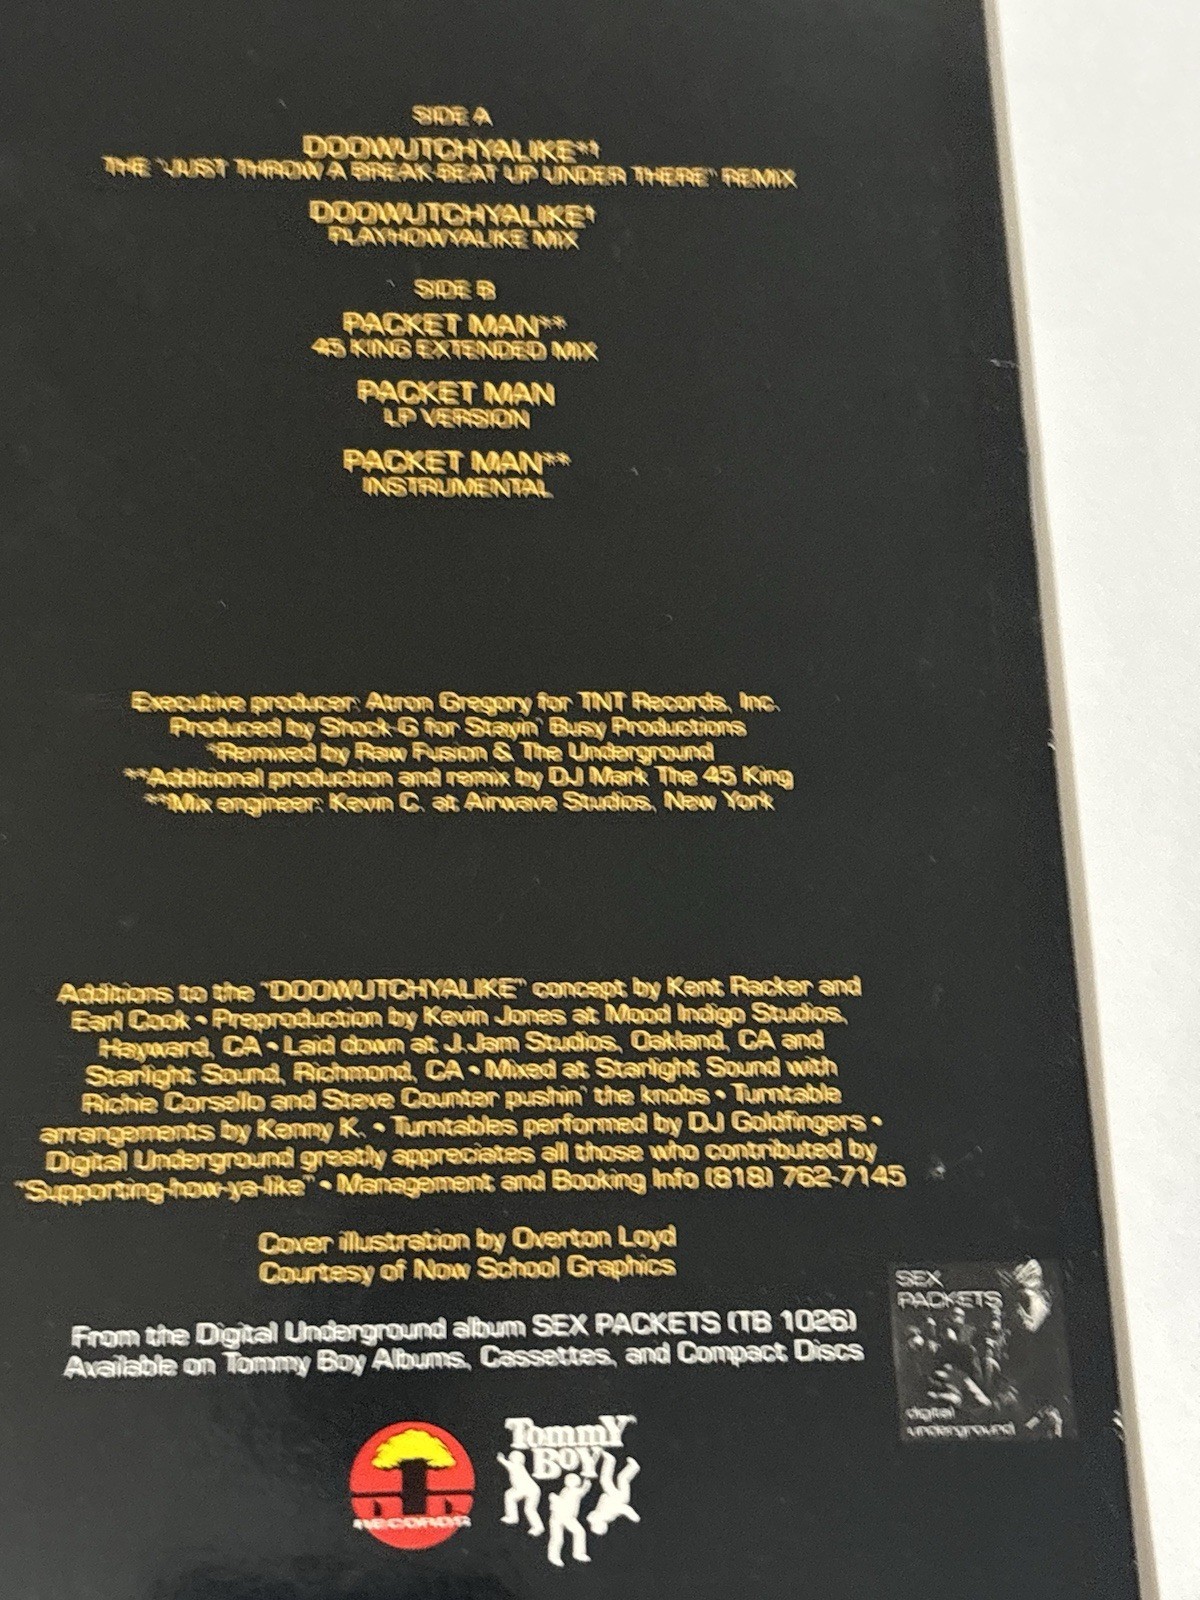 SIDE A
DOOWUTCHYALIKE*†
THE "JUST THROW A BREAK-BEAT UP UNDER THERE" REMIX
DOOWUTCHYALIKE†
PLAYHOWYALIKE MIX
SIDE B
PACKET MAN**
45 KING EXTENDED MIX
PACKET MAN
LP VERSION
PACKET MAN**
INSTRUMENTAL
Executive producer: Atron Gregory for TNT Records, Inc.
Produced by Shock-G for Stayin' Busy Productions
*Remixed by Raw Fusion & The Underground
**Additional production and remix by DJ Mark The 45 King
**Mix engineer: Kevin C. at Airwave Studios, New York
Additions to the "DOOWUTCHYALIKE" concept by Kent Racker and
Earl Cook • Preproduction by Kevin Jones at Mood Indigo Studios,
Hayward, CA • Laid down at J.Jam Studios, Oakland, CA and
Starlight Sound, Richmond, CA • Mixed at Starlight Sound with
Richie Corsello and Steve Counter pushin' the knobs • Turntable
arrangements by Kenny K. • Turntables performed by DJ Goldfingers •
Digital Underground greatly appreciates all those who contributed by
"Supporting-how-ya-like" • Management and Booking Info (818) 762-7145
Cover illustration by Overton Loyd
Courtesy of Now School Graphics
SEX
PACKETS
From the Digital Underground album SEX PACKETS (TB 1026)
Available on Tommy Boy Albums, Cassettes, and Compact Discs
digital
underground
Tommy
Boy
RECORDS